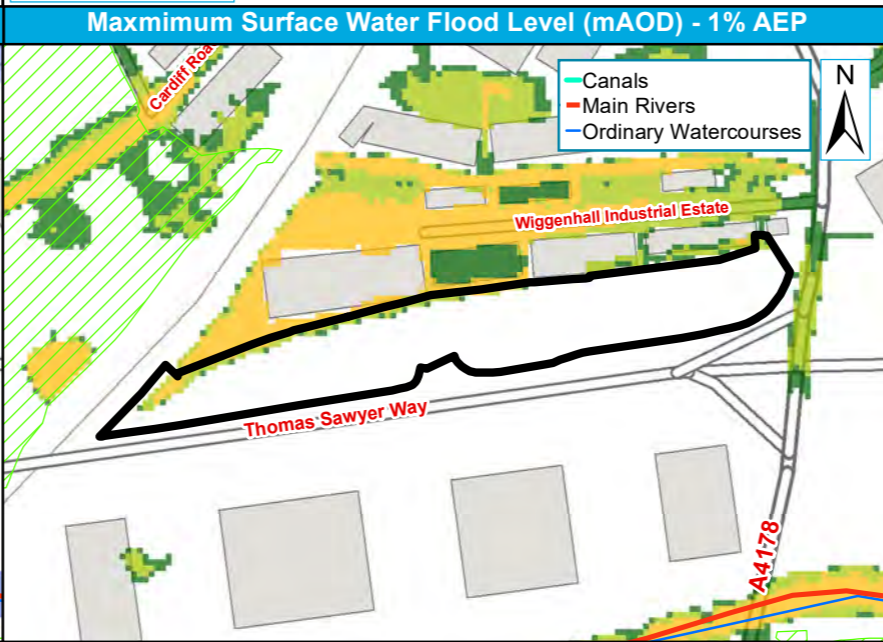 Maxmimum Surface Water Flood Level (mAOD) - 1% AEP
Cardiff Roa
Canals
Main Rivers
Ordinary Watercourses
N
Wiggenhall Industrial Estate
Thomas Sawyer Way
A4178